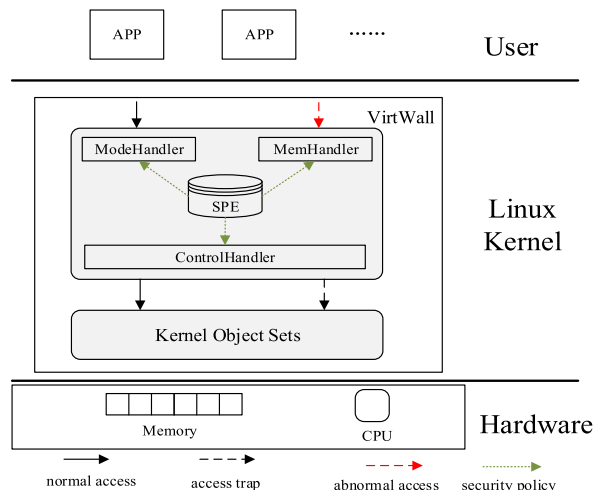 APP
APP
......
User
VirtWall
ModeHandler
MemHandler
SPE
ControlHandler
Linux
Kernel
Kernel Object Sets
Memory
CPU
Hardware
normal access
access trap
abnormal access
security policy